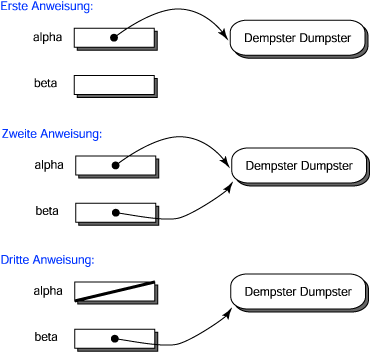 Erste Anweisung:
alpha
Dempster Dumpster
beta
Zweite Anweisung:
alpha
Dempster Dumpster
beta
Dritte Anweisung:
alpha
Dempster Dumpster
beta